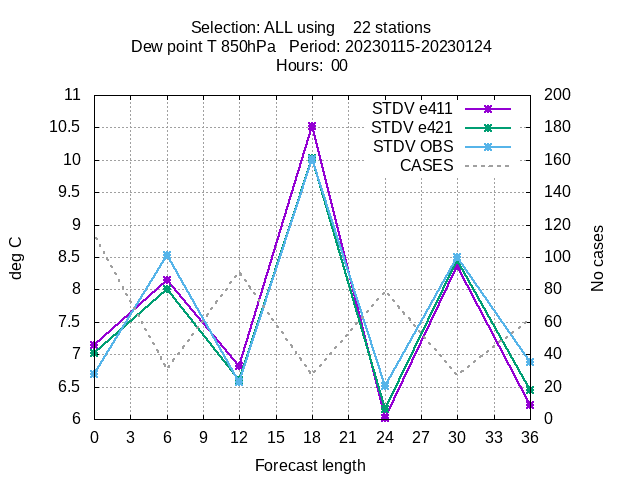 Selection: ALL using    22 stations
Dew point T 850hPa   Period: 20230115-20230124
Hours:  00
11
10.5
10
9.5
9
8.5
8
7.5
7
6.5
6
deg C
STDV e411
STDV e421
STDV OBS
CASES
200
180
160
140
120
100
80
60
40
20
0
No cases
0 3 6 9 12 15 18 21 24 27 30 33 36
Forecast length